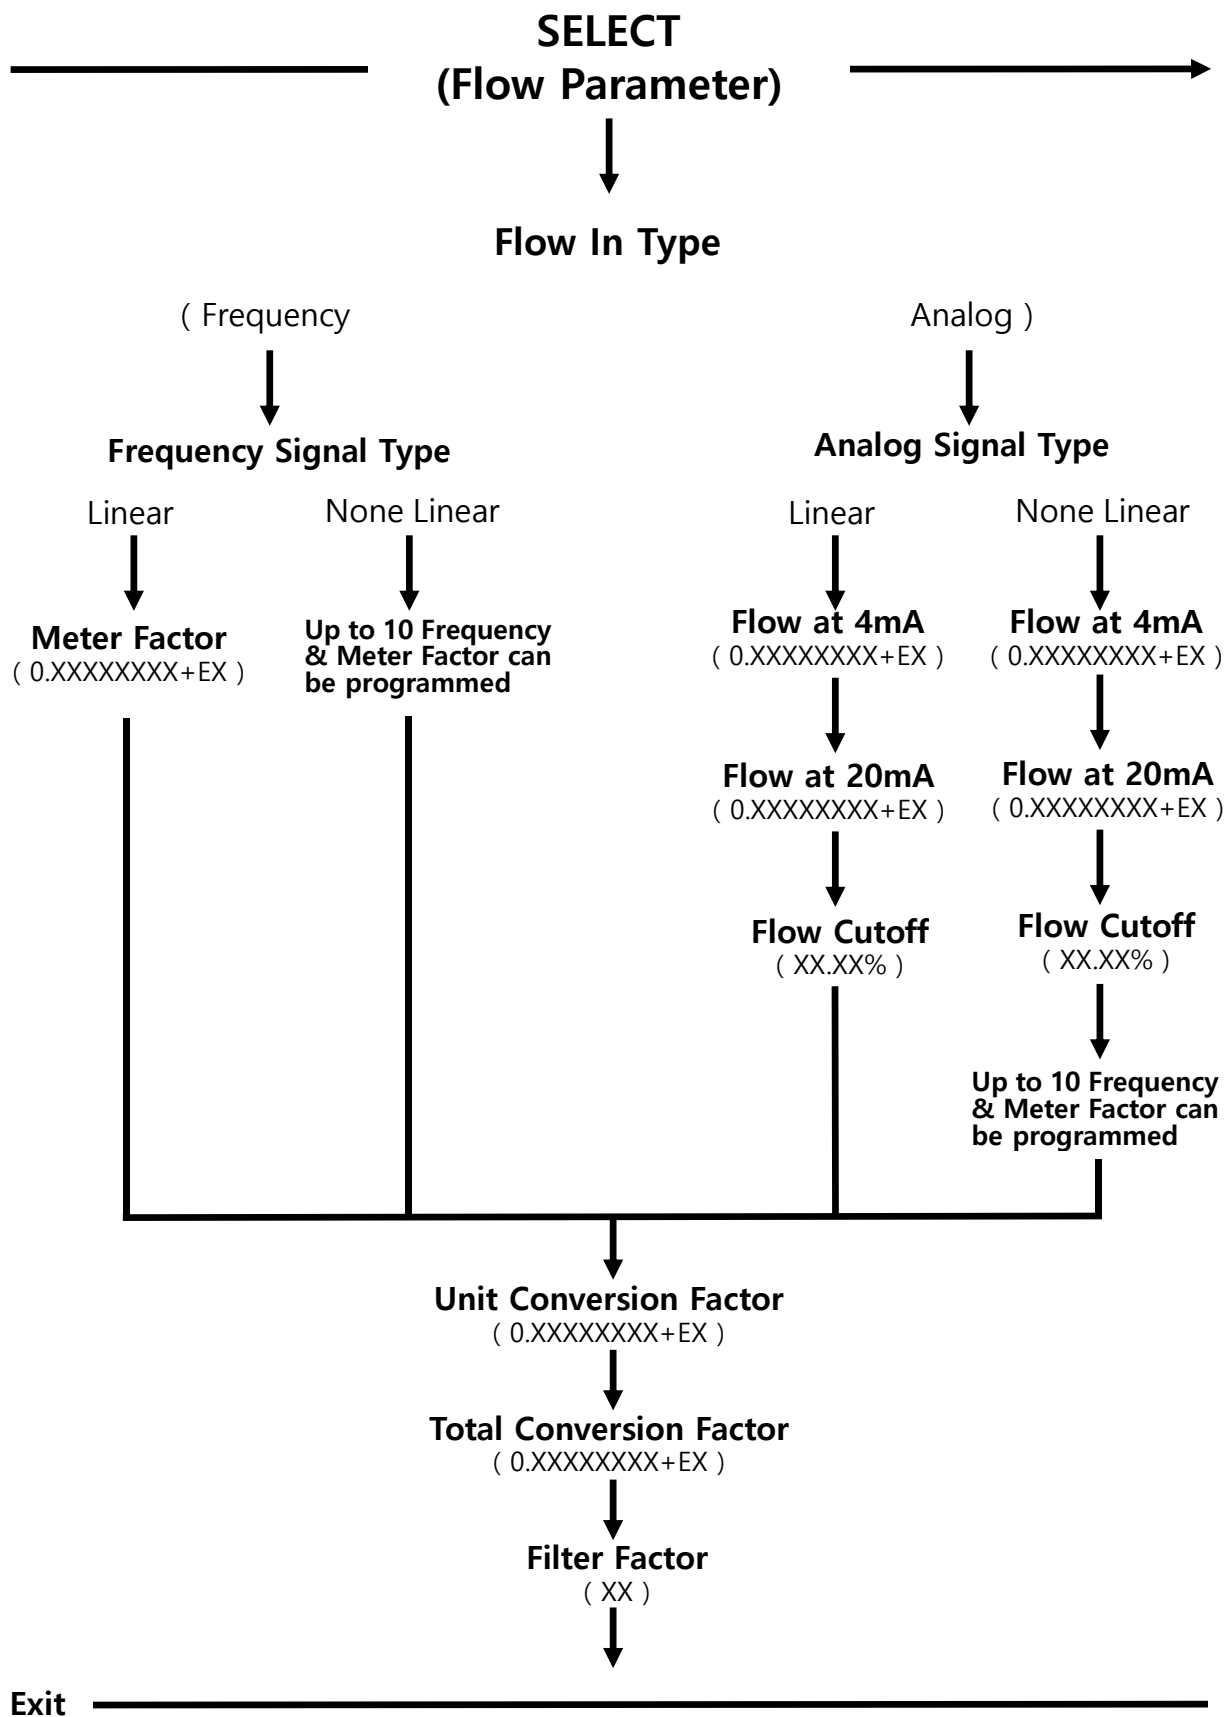 SELECT
(Flow Parameter)
Flow In Type
( Frequency
Analog )
Frequency Signal Type
Analog Signal Type
Linear
None Linear
Linear
None Linear
Meter Factor
( 0.XXXXXXXX+EX )
Up to 10 Frequency
& Meter Factor can
be programmed
Flow at 4mA
( 0.XXXXXXXX+EX )
Flow at 4mA
( 0.XXXXXXXX+EX )
Flow at 20mA
( 0.XXXXXXXX+EX )
Flow at 20mA
( 0.XXXXXXXX+EX )
Flow Cutoff
( XX.XX% )
Flow Cutoff
( XX.XX% )
Up to 10 Frequency
& Meter Factor can
be programmed
Unit Conversion Factor
( 0.XXXXXXXX+EX )
Total Conversion Factor
( 0.XXXXXXXX+EX )
Filter Factor
( XX )
Exit